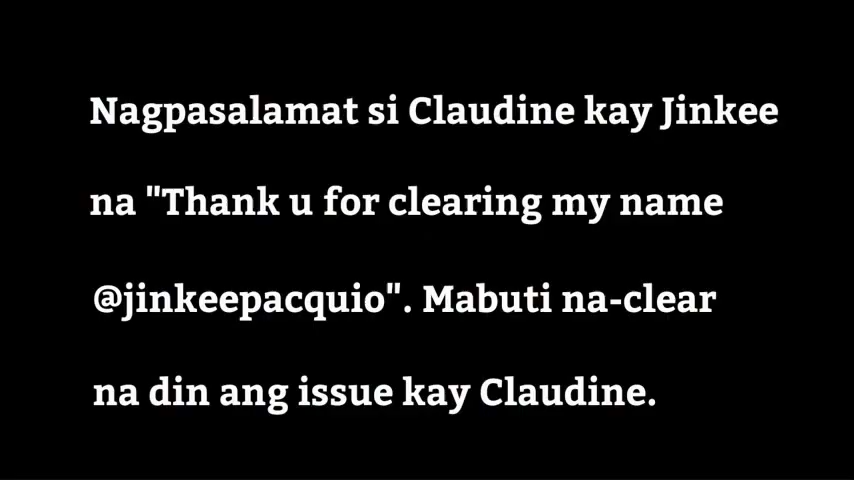 Nagpasalamat si Claudine kay Jinkee
na "Thank u for clearing my name
@jinkeepacquio". Mabuti na-clear
na din ang issue kay Claudine.